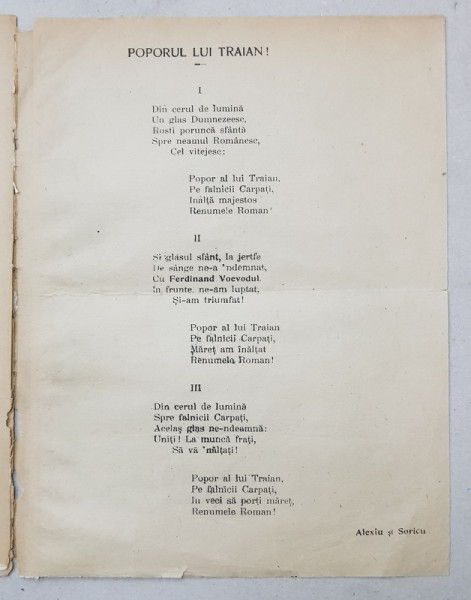 POPORUL LUI TRAIAN!
I
Din cerul de lumină
Un glas Dumnezeesc,
Rosti poruncă sfântă
Spre neamul Românesc,
Cel vitejesc:
Popor al lui Traian,
Pe falnicii Carpați,
Inălță majestos
Renumele Roman!
II
Și glasul sfânt, la jertfe
De sânge ne-a 'ndemnat,
Cu Ferdinand Voevodul
In frunte, ne-am luptat,
Și-am triumfat!
Popor al lui Traian
Pe falnicii Carpați,
Măreț am înălțat
Renumele Roman!
III
Din cerul de lumină
Spre falnicii Carpați,
Acelaș glas ne-ndeamnă:
Uniți! La muncă frați,
Să vă 'nălțați!
Popor al lui Traian,
Pe falnicii Carpați,
In veci să porți măreț,
Renumele Roman!
Alexiu și Soricu